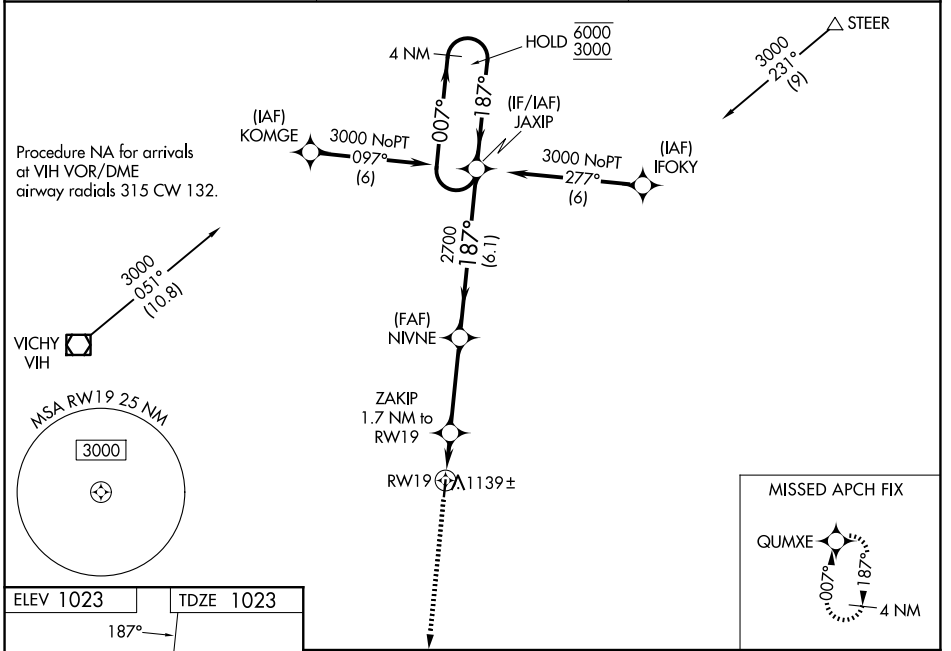 STEER
3000
231°
(9)
HOLD 6000
3000
4 NM
007°
187°
(IF/IAF)
JAXIP
(IAF)
KOMGE
3000 NoPT
097°
(6)
3000 NoPT
277°
(6)
(IAF)
IFOKY
Procedure NA for arrivals
at VIH VOR/DME
airway radials 315 CW 132.
3000
051°
(10.8)
VICHY
VIH
2700
187°
(6.1)
(FAF)
NIVNE
ZAKIP
1.7 NM to
RW19
RW19
1139±
MSA RW19 25 NM
3000
MISSED APCH FIX
QUMXE
007°
187°
4 NM
ELEV 1023
TDZE 1023
187°